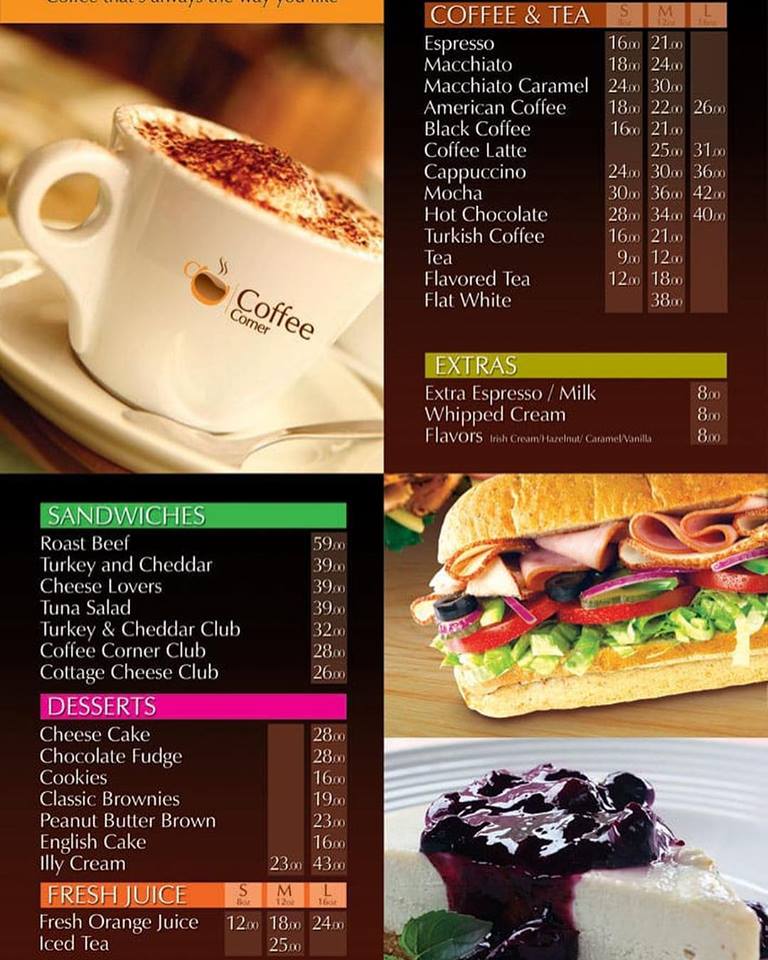 Coffee that's always the way you like
Coffee
Corner
COFFEE & TEA S M L
8oz 12oz 16oz
Espresso 16.00 21.00
Macchiato 18.00 24.00
Macchiato Caramel 24.00 30.00
American Coffee 18.00 22.00 26.00
Black Coffee 16.00 21.00
Coffee Latte 25.00 31.00
Cappuccino 24.00 30.00 36.00
Mocha 30.00 36.00 42.00
Hot Chocolate 28.00 34.00 40.00
Turkish Coffee 16.00 21.00
Tea 9.00 12.00
Flavored Tea 12.00 18.00
Flat White 38.00
EXTRAS
Extra Espresso / Milk 8.00
Whipped Cream 8.00
Flavors Irish Cream/Hazelnut/ Caramel/Vanilla 8.00
SANDWICHES
Roast Beef 59.00
Turkey and Cheddar 39.00
Cheese Lovers 39.00
Tuna Salad 39.00
Turkey & Cheddar Club 32.00
Coffee Corner Club 28.00
Cottage Cheese Club 26.00
DESSERTS
Cheese Cake 28.00
Chocolate Fudge 28.00
Cookies 16.00
Classic Brownies 19.00
Peanut Butter Brown 23.00
English Cake 16.00
Illy Cream 23.00 43.00
FRESH JUICE S M L
8oz 12oz 16oz
Fresh Orange Juice 12.00 18.00 24.00
Iced Tea 25.00